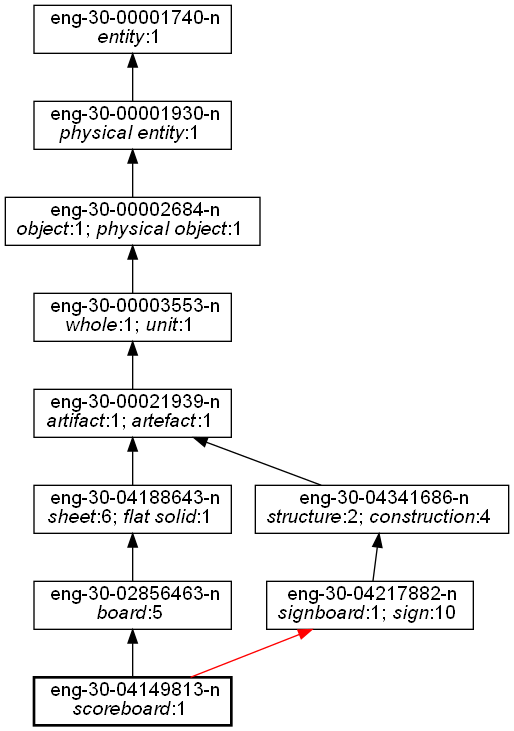 eng-30-00001740-n
entity:1
eng-30-00001930-n
physical entity:1
eng-30-00002684-n
object:1; physical object:1
eng-30-00003553-n
whole:1; unit:1
eng-30-00021939-n
artifact:1; artefact:1
eng-30-04188643-n
sheet:6; flat solid:1
eng-30-04341686-n
structure:2; construction:4
eng-30-02856463-n
board:5
eng-30-04217882-n
signboard:1; sign:10
eng-30-04149813-n
scoreboard:1